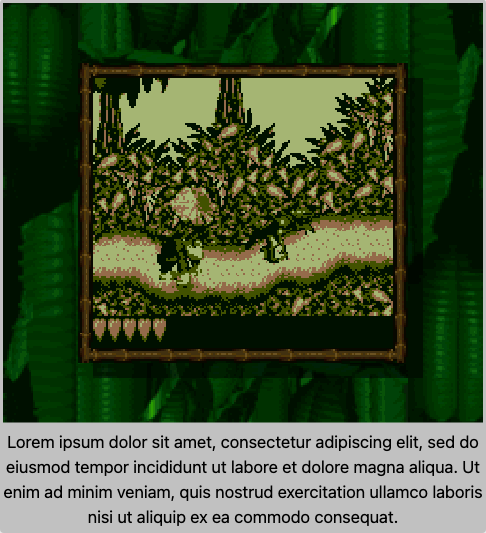 Lorem ipsum dolor sit amet, consectetur adipiscing elit, sed do
eiusmod tempor incididunt ut labore et dolore magna aliqua. Ut
enim ad minim veniam, quis nostrud exercitation ullamco laboris
nisi ut aliquip ex ea commodo consequat.